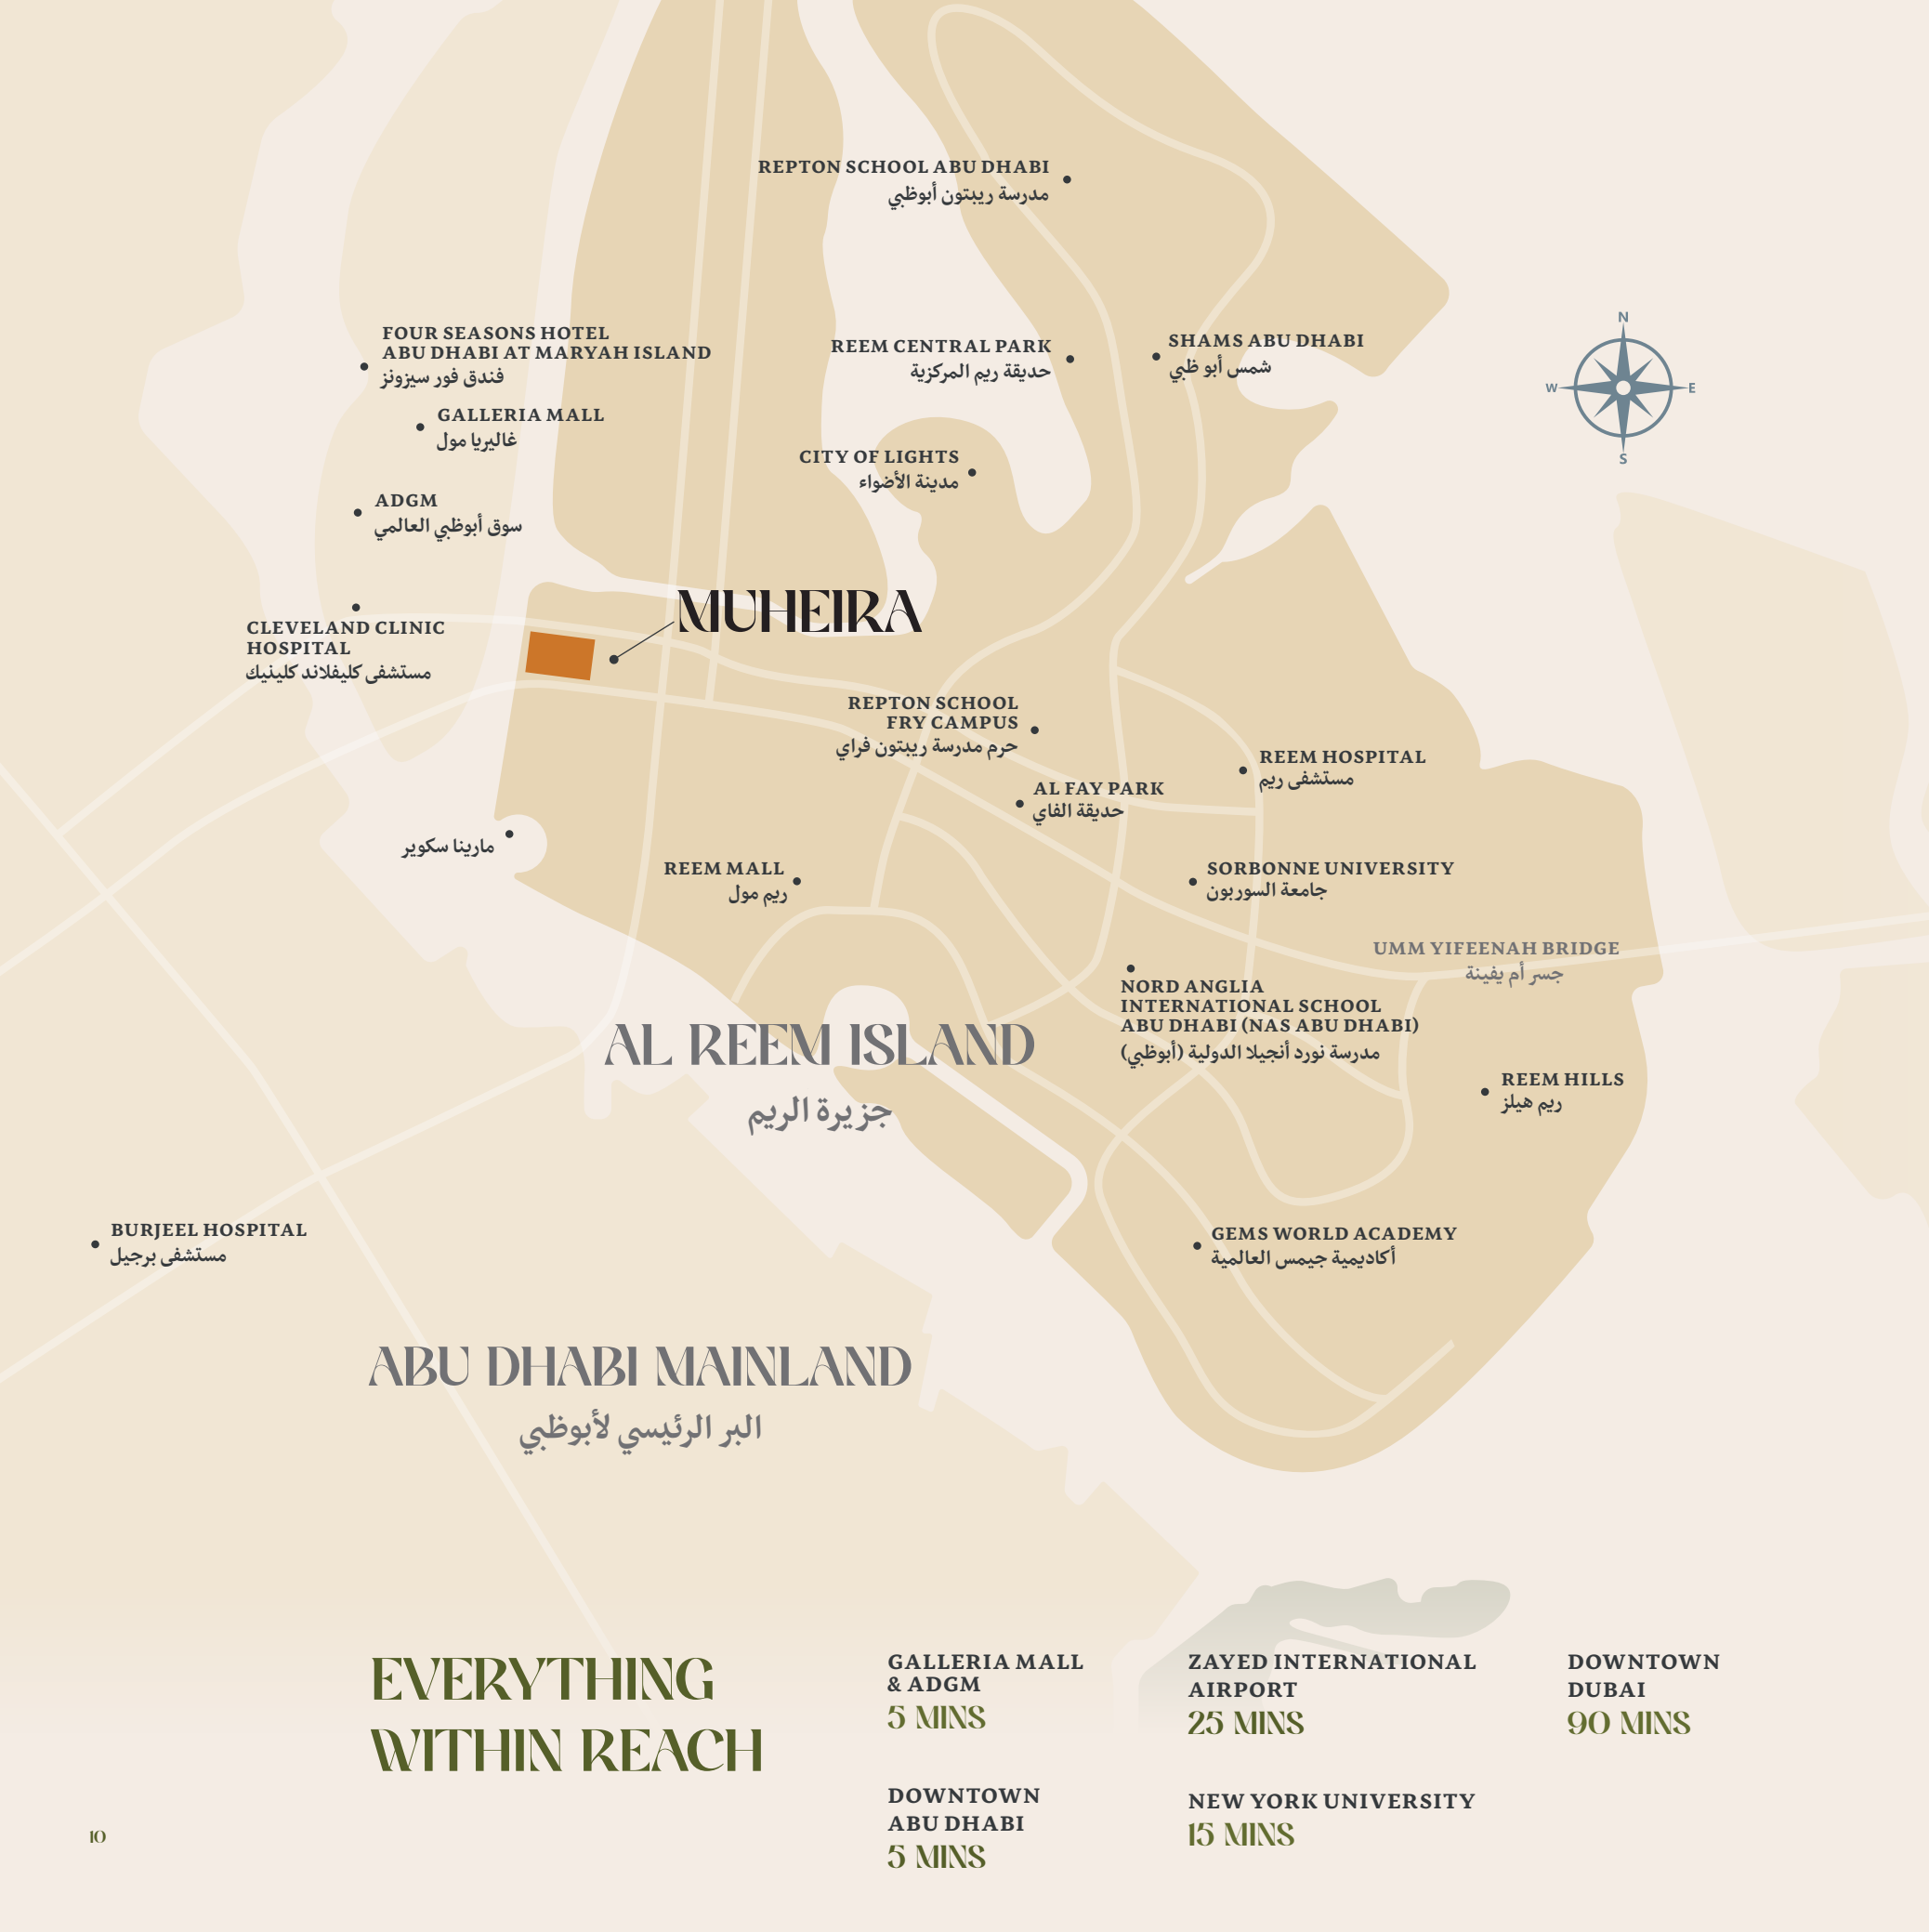 REPTON SCHOOL ABU DHABI
مدرسة ريبتون أبوظبي
FOUR SEASONS HOTEL
ABU DHABI AT MARYAH ISLAND
فندق فور سيزونز
REEM CENTRAL PARK
حديقة ريم المركزية
SHAMS ABU DHABI
شمس أبو ظبي
N
W
E
S
GALLERIA MALL
غاليريا مول
CITY OF LIGHTS
مدينة الأضواء
ADGM
سوق أبوظبي العالمي
MUHEIRA
CLEVELAND CLINIC
HOSPITAL
مستشفى كليفلاند كلينيك
REPTON SCHOOL
FRY CAMPUS
حرم مدرسة ريبتون فراي
REEM HOSPITAL
مستشفى ريم
AL FAY PARK
حديقة الفاي
مارينا سكوير
REEM MALL
ريم مول
SORBONNE UNIVERSITY
جامعة السوربون
UMM YIFEENAH BRIDGE
جسر أم يفينة
NORD ANGLIA
INTERNATIONAL SCHOOL
ABU DHABI (NAS ABU DHABI)
مدرسة نورد أنجيلا الدولية (أبوظبي)
AL REEM ISLAND
جزيرة الريم
REEM HILLS
ريم هيلز
BURJEEL HOSPITAL
مستشفى برجيل
GEMS WORLD ACADEMY
أكاديمية جيمس العالمية
ABU DHABI MAINLAND
البر الرئيسي لأبوظبي
EVERYTHING
WITHIN REACH
GALLERIA MALL
& ADGM
5 MINS
ZAYED INTERNATIONAL
AIRPORT
25 MINS
DOWNTOWN
DUBAI
90 MINS
DOWNTOWN
ABU DHABI
5 MINS
NEW YORK UNIVERSITY
15 MINS
10